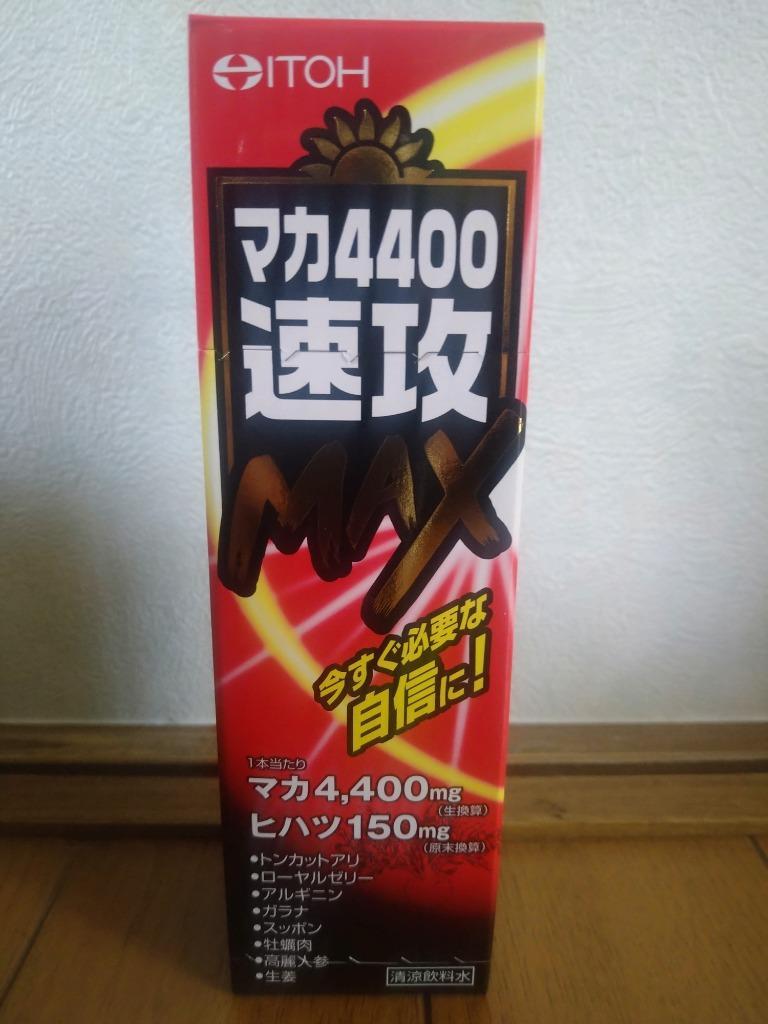 ITOH
マカ4400
速攻
MAX
今すぐ必要な
自信に!
1本当たり
マカ4,400mg
(生換算)
ヒハツ150mg
(原末換算)
•トンカットアリ
•ローヤルゼリー
•アルギニン
•ガラナ
•スッポン
•牡蠣肉
•高麗人参
•生姜
清涼飲料水